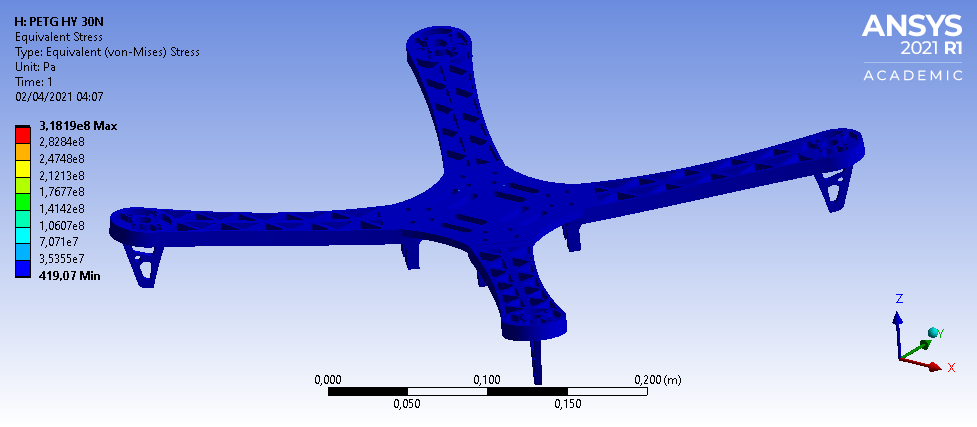 H: PETG HY 30N
Equivalent Stress
Type: Equivalent (von-Mises) Stress
Unit: Pa
Time: 1
02/04/2021 04:07
3,1819e8 Max
2,8284e8
2,4748e8
2,1213e8
1,7677e8
1,4142e8
1,0607e8
7,071e7
3,5355e7
419,07 Min
ANSYS
2021 R1
ACADEMIC
0,000 0,100 0,200 (m)
0,050 0,150
Z
Y
X